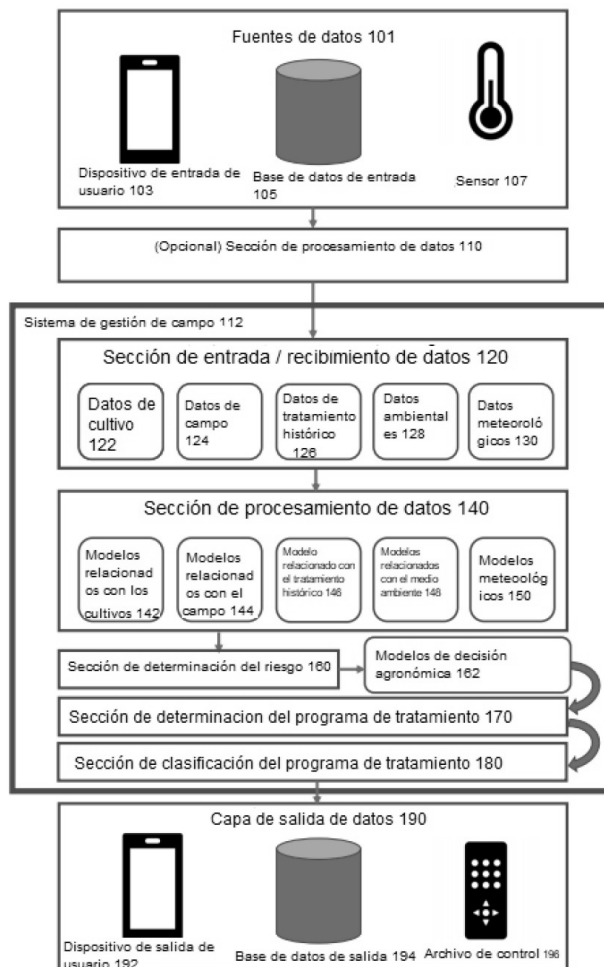 Fuentes de datos 101
Dispositivo de entrada de
usuario 103
Base de datos de entrada
105
Sensor 107
(Opcional) Sección de procesamiento de datos 110
Sistema de gestión de campo 112
Sección de entrada / recibimiento de datos 120
Datos de
cultivo
122
Datos de
campo
124
Datos de
tratamiento
histórico
126
Datos
ambiental
es 128
Datos
meteoroló
gicos 130
Sección de procesamiento de datos 140
Modelos
relacionad
os con los
cultivos 142
Modelos
relacionad
os con el
campo 144
Modelo
relacionado con
el tratamiento
histórico 146
Modelos
relacionados
con el medio
ambiente 148
Modelos
meteoológ
icos 150
Sección de determinación del riesgo 160
Modelos de decisión
agronómica 162
Sección de determinacion del programa de tratamiento 170
Sección de clasificación del programa de tratamiento 180
Capa de salida de datos 190
Dispositivo de salida de
usuario 192
Base de datos de salida 194
Archivo de control 196